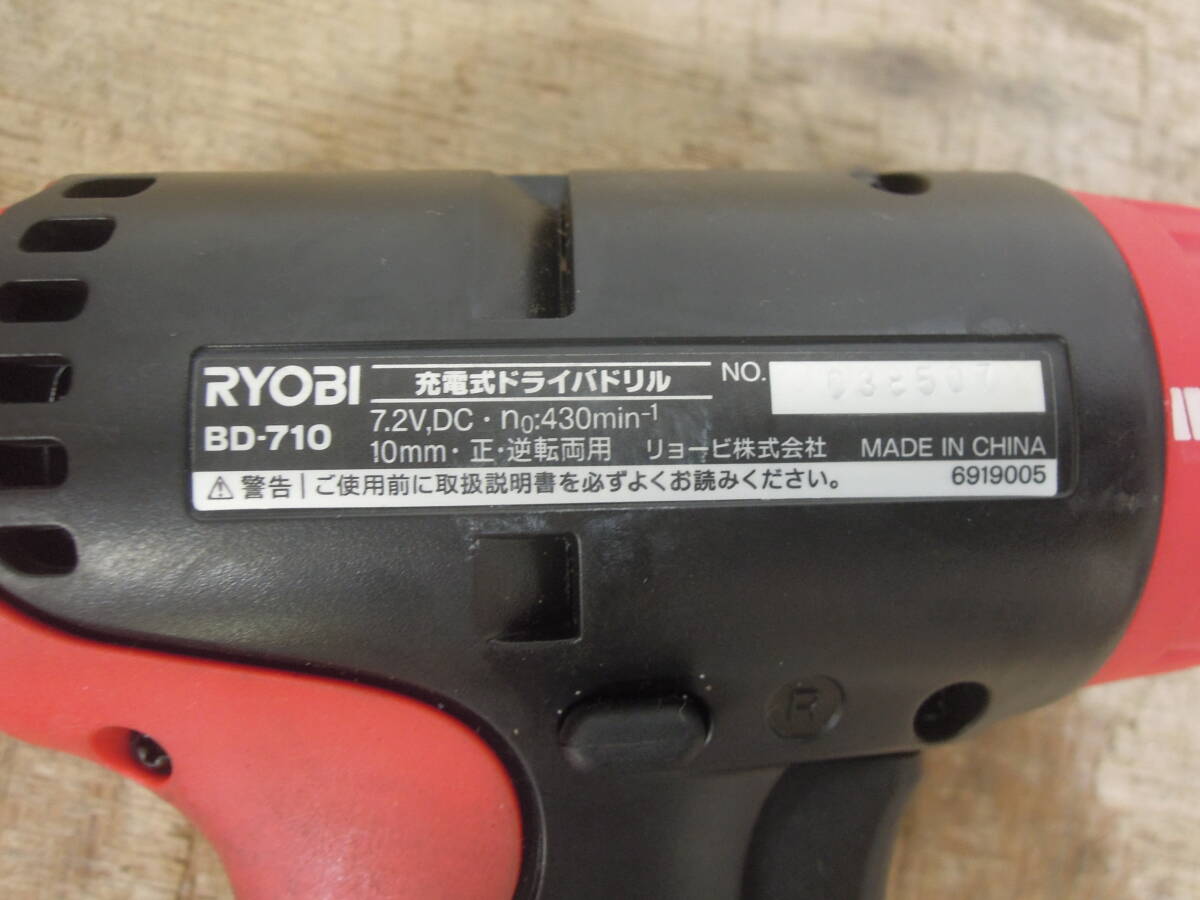 RYOBI 充電式ドライバドリル NO.
BD-710 7.2V,DC・n₀:430min⁻¹
10mm・正・逆転両用 リョービ株式会社 MADE IN CHINA
⚠警告 | ご使用前に取扱説明書を必ずよくお読みください。 6919005
R